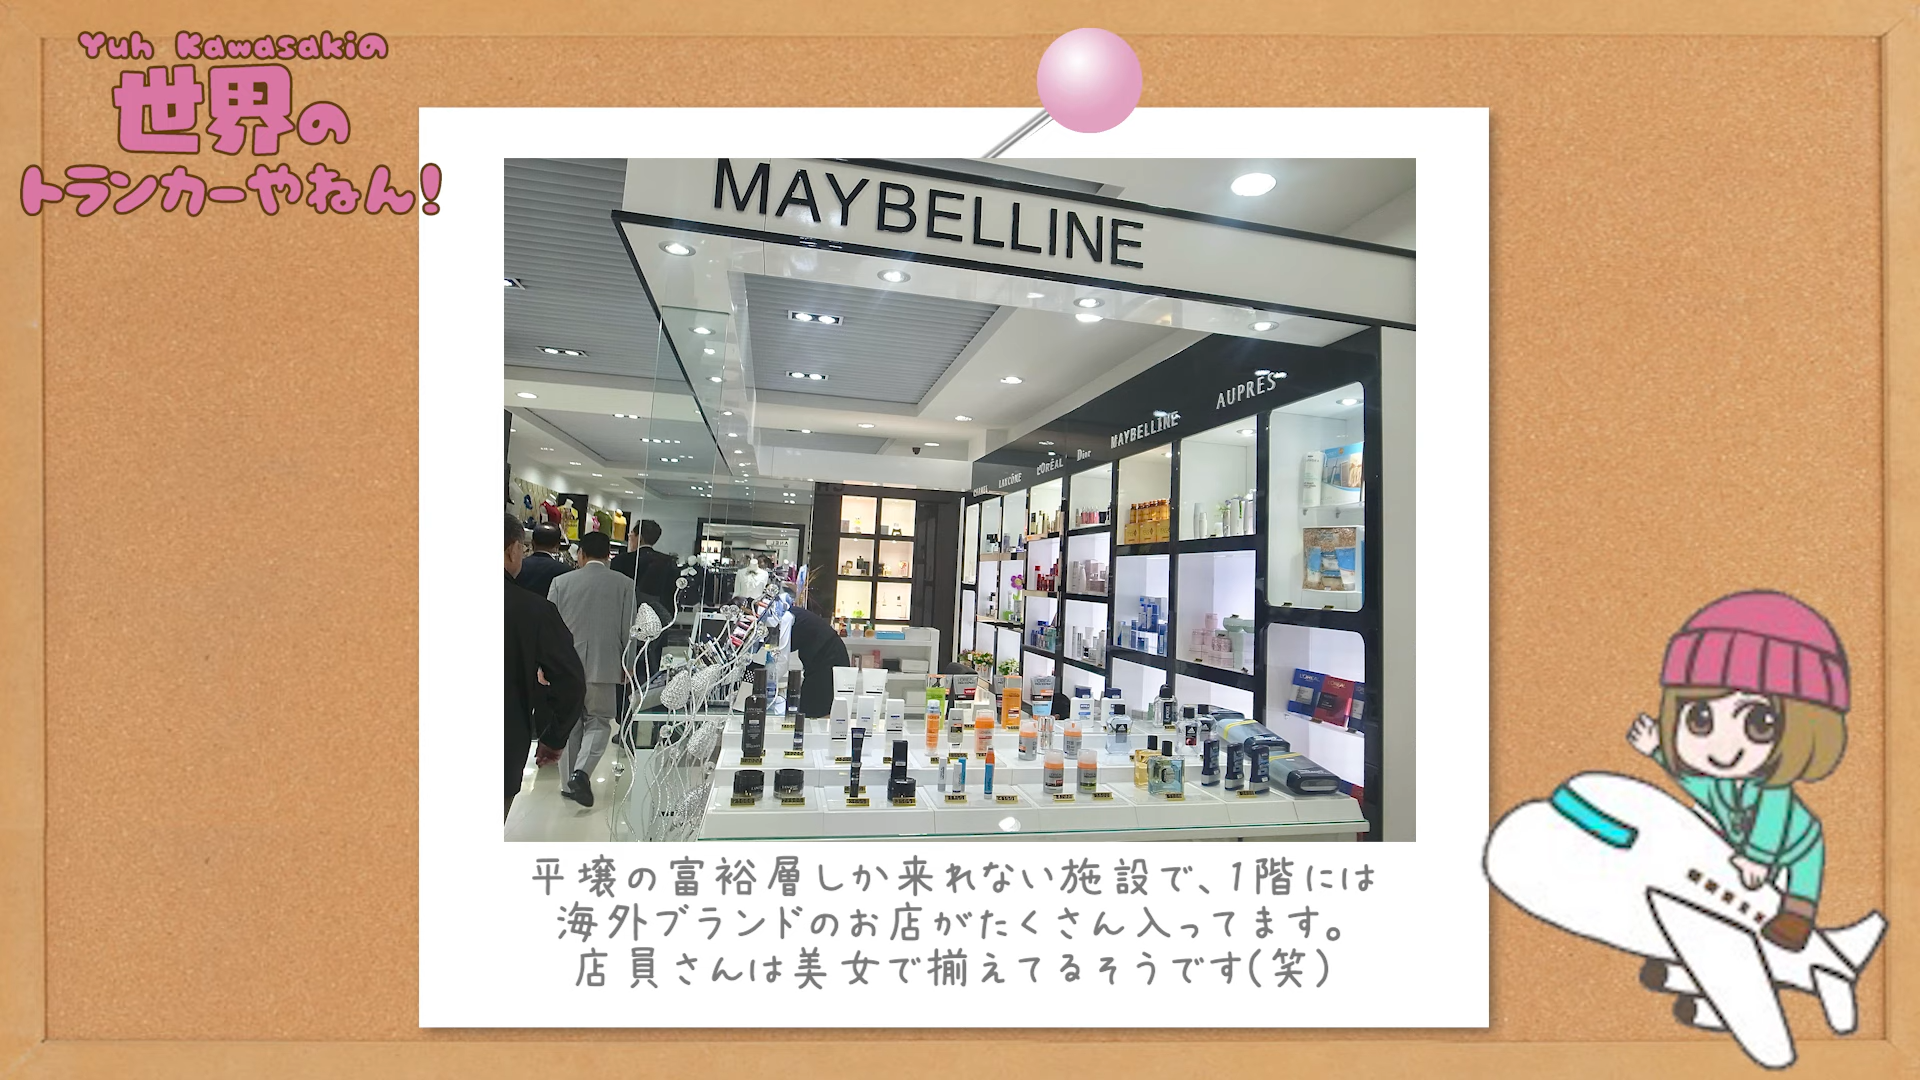 Yuh Kawasakiの
世界の
トランカーやねん!
MAYBELLINE
AUPRES
MAYBELLINE
Dior
L'ORÉAL
LANCÔME
CHANEL
平壌の富裕層しか来れない施設で、1階には
海外ブランドのお店がたくさん入ってます。
店員さんは美女で揃えてるそうです(笑)